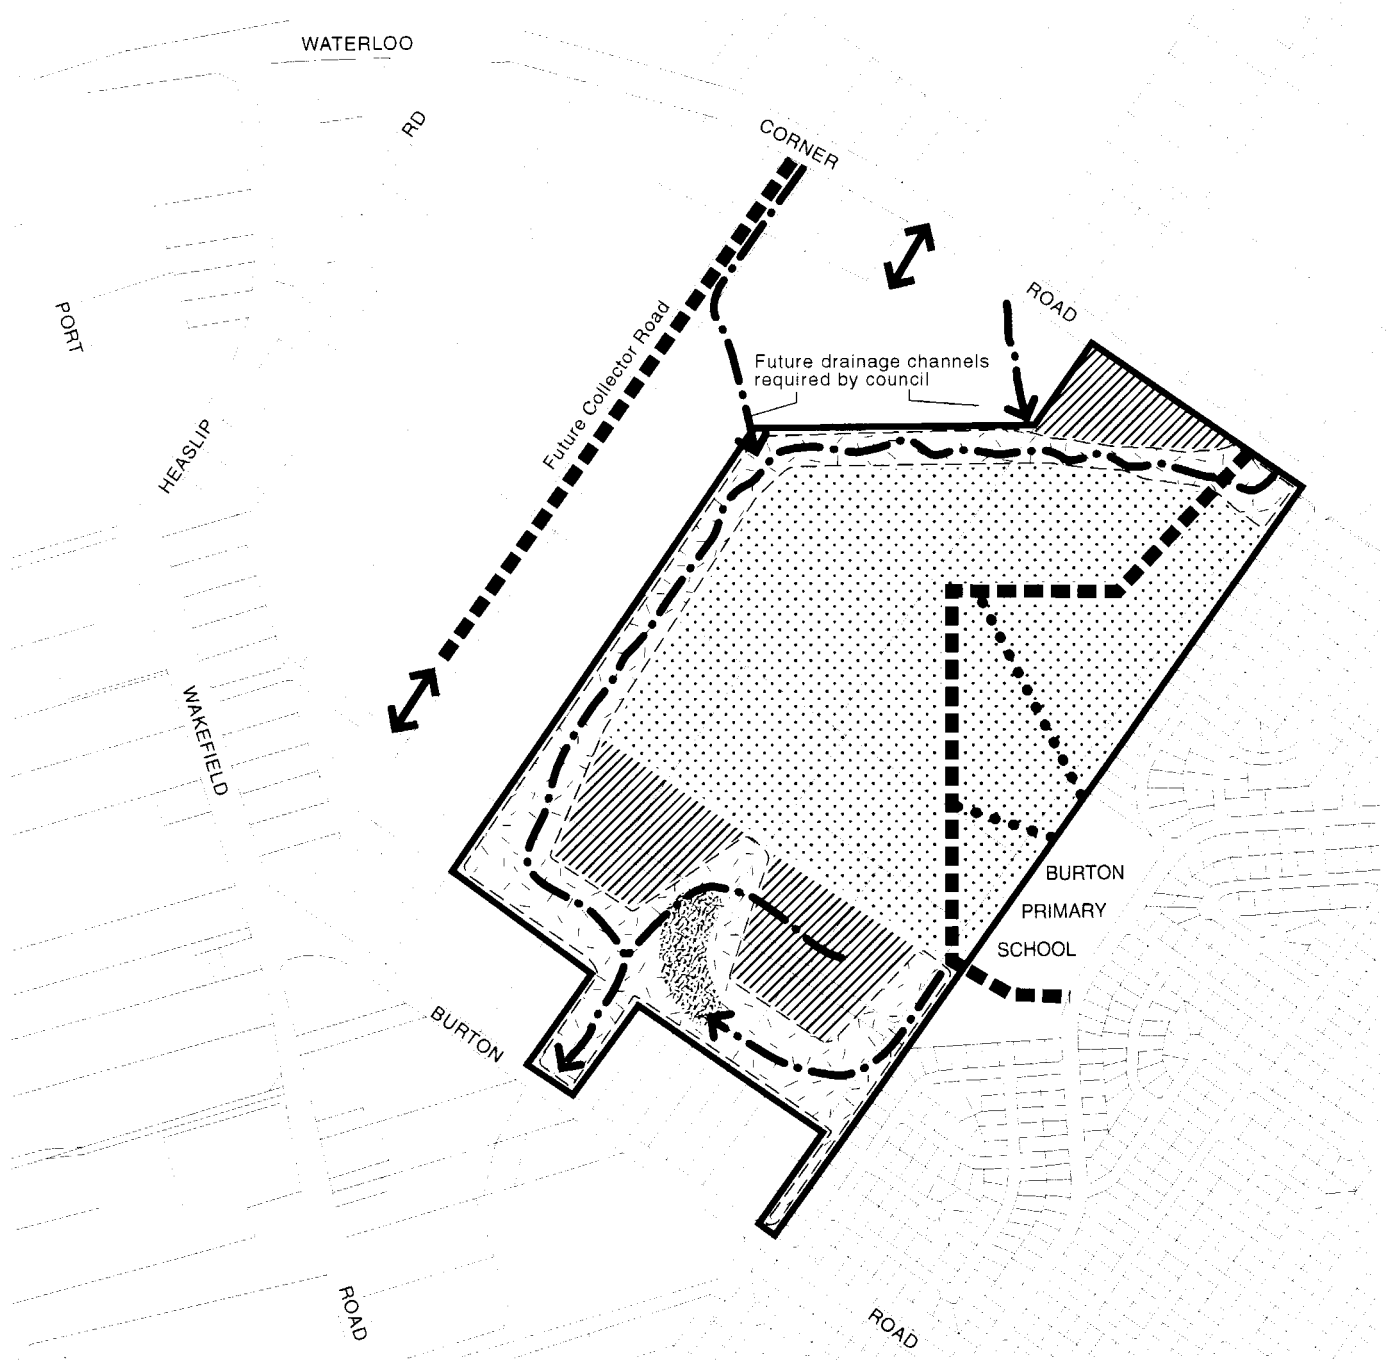 WATERLOO
RD
CORNER
ROAD
PORT
Future Collector Road
Future drainage channels
required by council
HEASLIP
WAKEFIELD
BURTON
PRIMARY
SCHOOL
BURTON
ROAD
ROAD